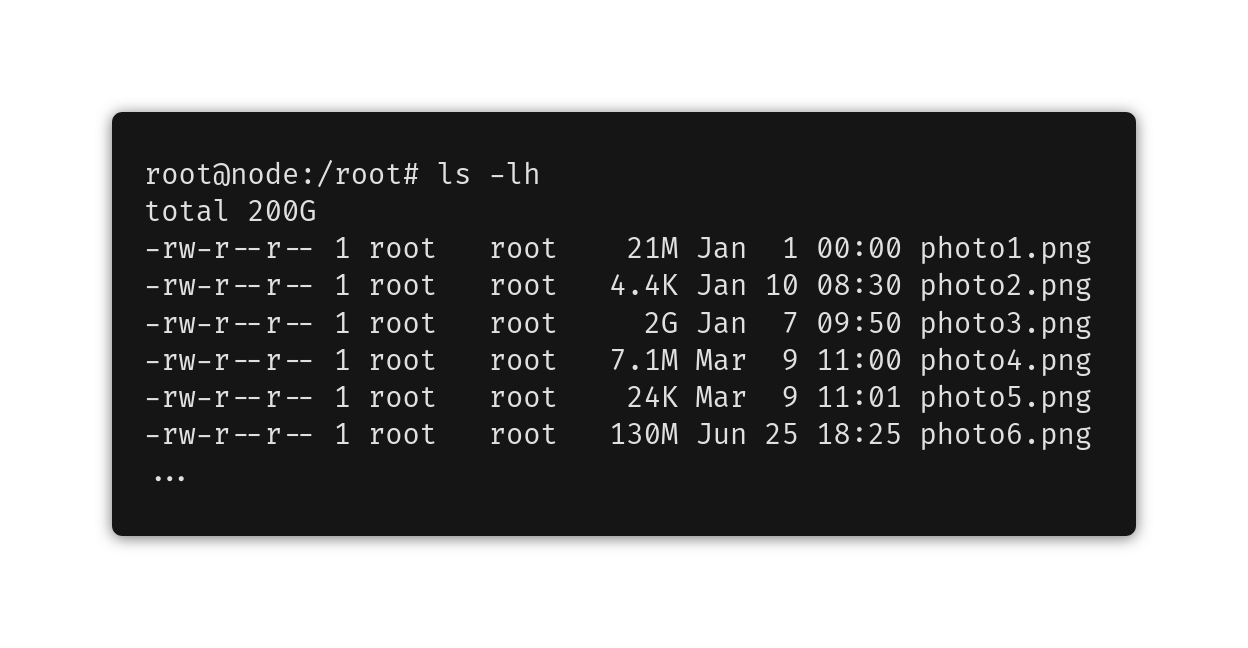 root@node:/root# ls -lh
total 200G
-rw-r--r-- 1 root   root    21M Jan  1 00:00 photo1.png
-rw-r--r-- 1 root   root   4.4K Jan 10 08:30 photo2.png
-rw-r--r-- 1 root   root     2G Jan  7 09:50 photo3.png
-rw-r--r-- 1 root   root   7.1M Mar  9 11:00 photo4.png
-rw-r--r-- 1 root   root    24K Mar  9 11:01 photo5.png
-rw-r--r-- 1 root   root   130M Jun 25 18:25 photo6.png
...